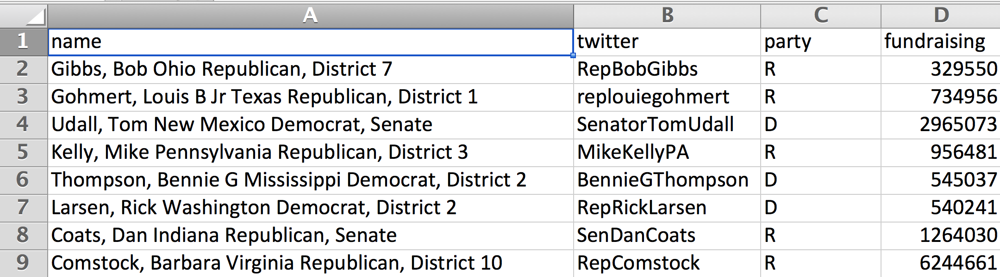 A B C D
1 name twitter party fundraising
2 Gibbs, Bob Ohio Republican, District 7 RepBobGibbs R 329550
3 Gohmert, Louis B Jr Texas Republican, District 1 replouiegohmert R 734956
4 Udall, Tom New Mexico Democrat, Senate SenatorTomUdall D 2965073
5 Kelly, Mike Pennsylvania Republican, District 3 MikeKellyPA R 956481
6 Thompson, Bennie G Mississippi Democrat, District 2 BennieGThompson D 545037
7 Larsen, Rick Washington Democrat, District 2 RepRickLarsen D 540241
8 Coats, Dan Indiana Republican, Senate SenDanCoats R 1264030
9 Comstock, Barbara Virginia Republican, District 10 RepComstock R 6244661